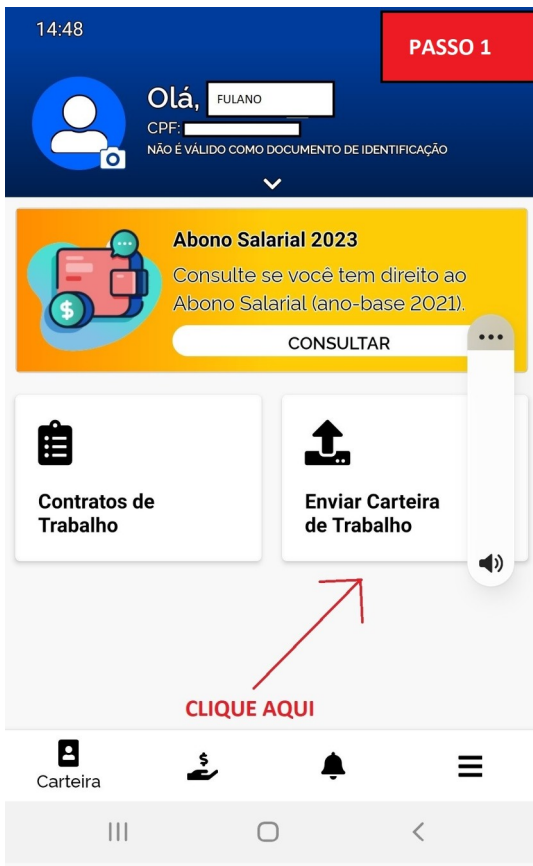 14:48
PASSO 1
Olá, FULANO
CPF:
NÃO É VÁLIDO COMO DOCUMENTO DE IDENTIFICAÇÃO
Abono Salarial 2023
Consulte se você tem direito ao
Abono Salarial (ano-base 2021).
CONSULTAR
Contratos de
Trabalho
Enviar Carteira
de Trabalho
CLIQUE AQUI
Carteira